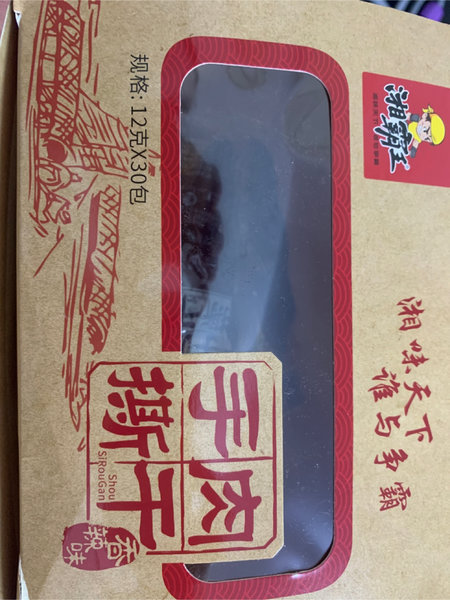 湘霸王
湘味天下
谁与争霸
规格: 12克X30包
手撕肉干
Shou
SiRouGan
香辣味